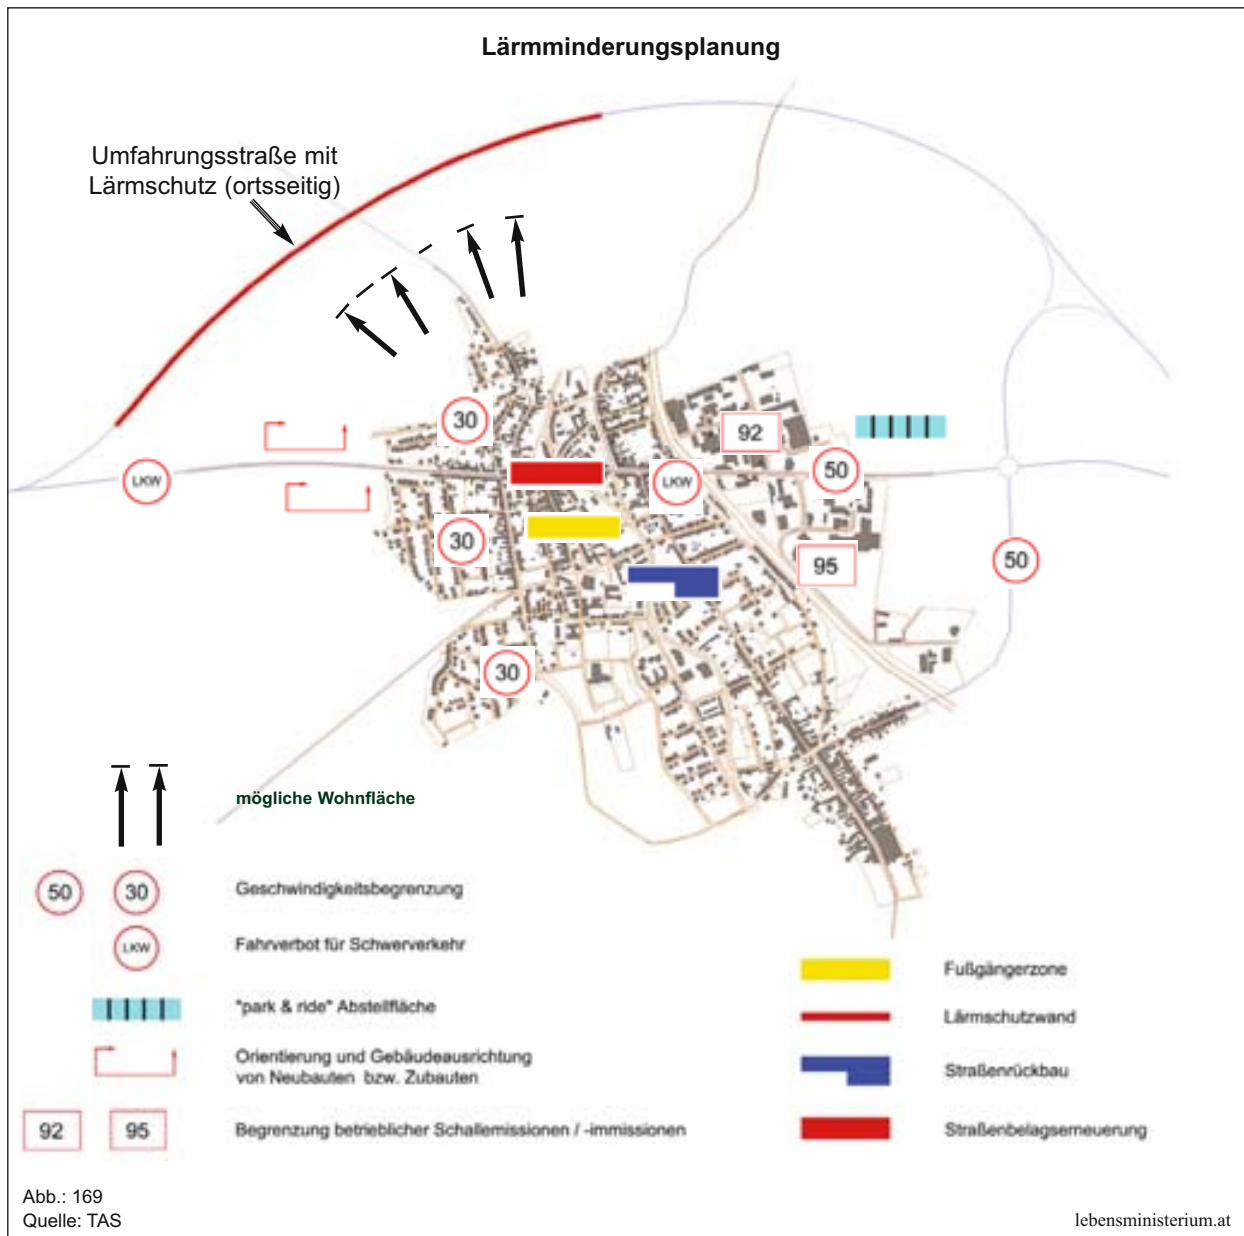 Lärmminderungsplanung
Umfahrungsstraße mit
Lärmschutz (ortsseitig)
30
92
50
LKW
LKW
30
95
50
30
mögliche Wohnfläche
50 30 Geschwindigkeitsbegrenzung
LKW Fahrverbot für Schwerverkehr
"park & ride" Abstellfläche
Orientierung und Gebäudeausrichtung
von Neubauten bzw. Zubauten
92 95 Begrenzung betrieblicher Schallemissionen / -immissionen
Fußgängerzone
Lärmschutzwand
Straßenrückbau
Straßenbelagserneuerung
Abb.: 169
Quelle: TAS
lebensministerium.at